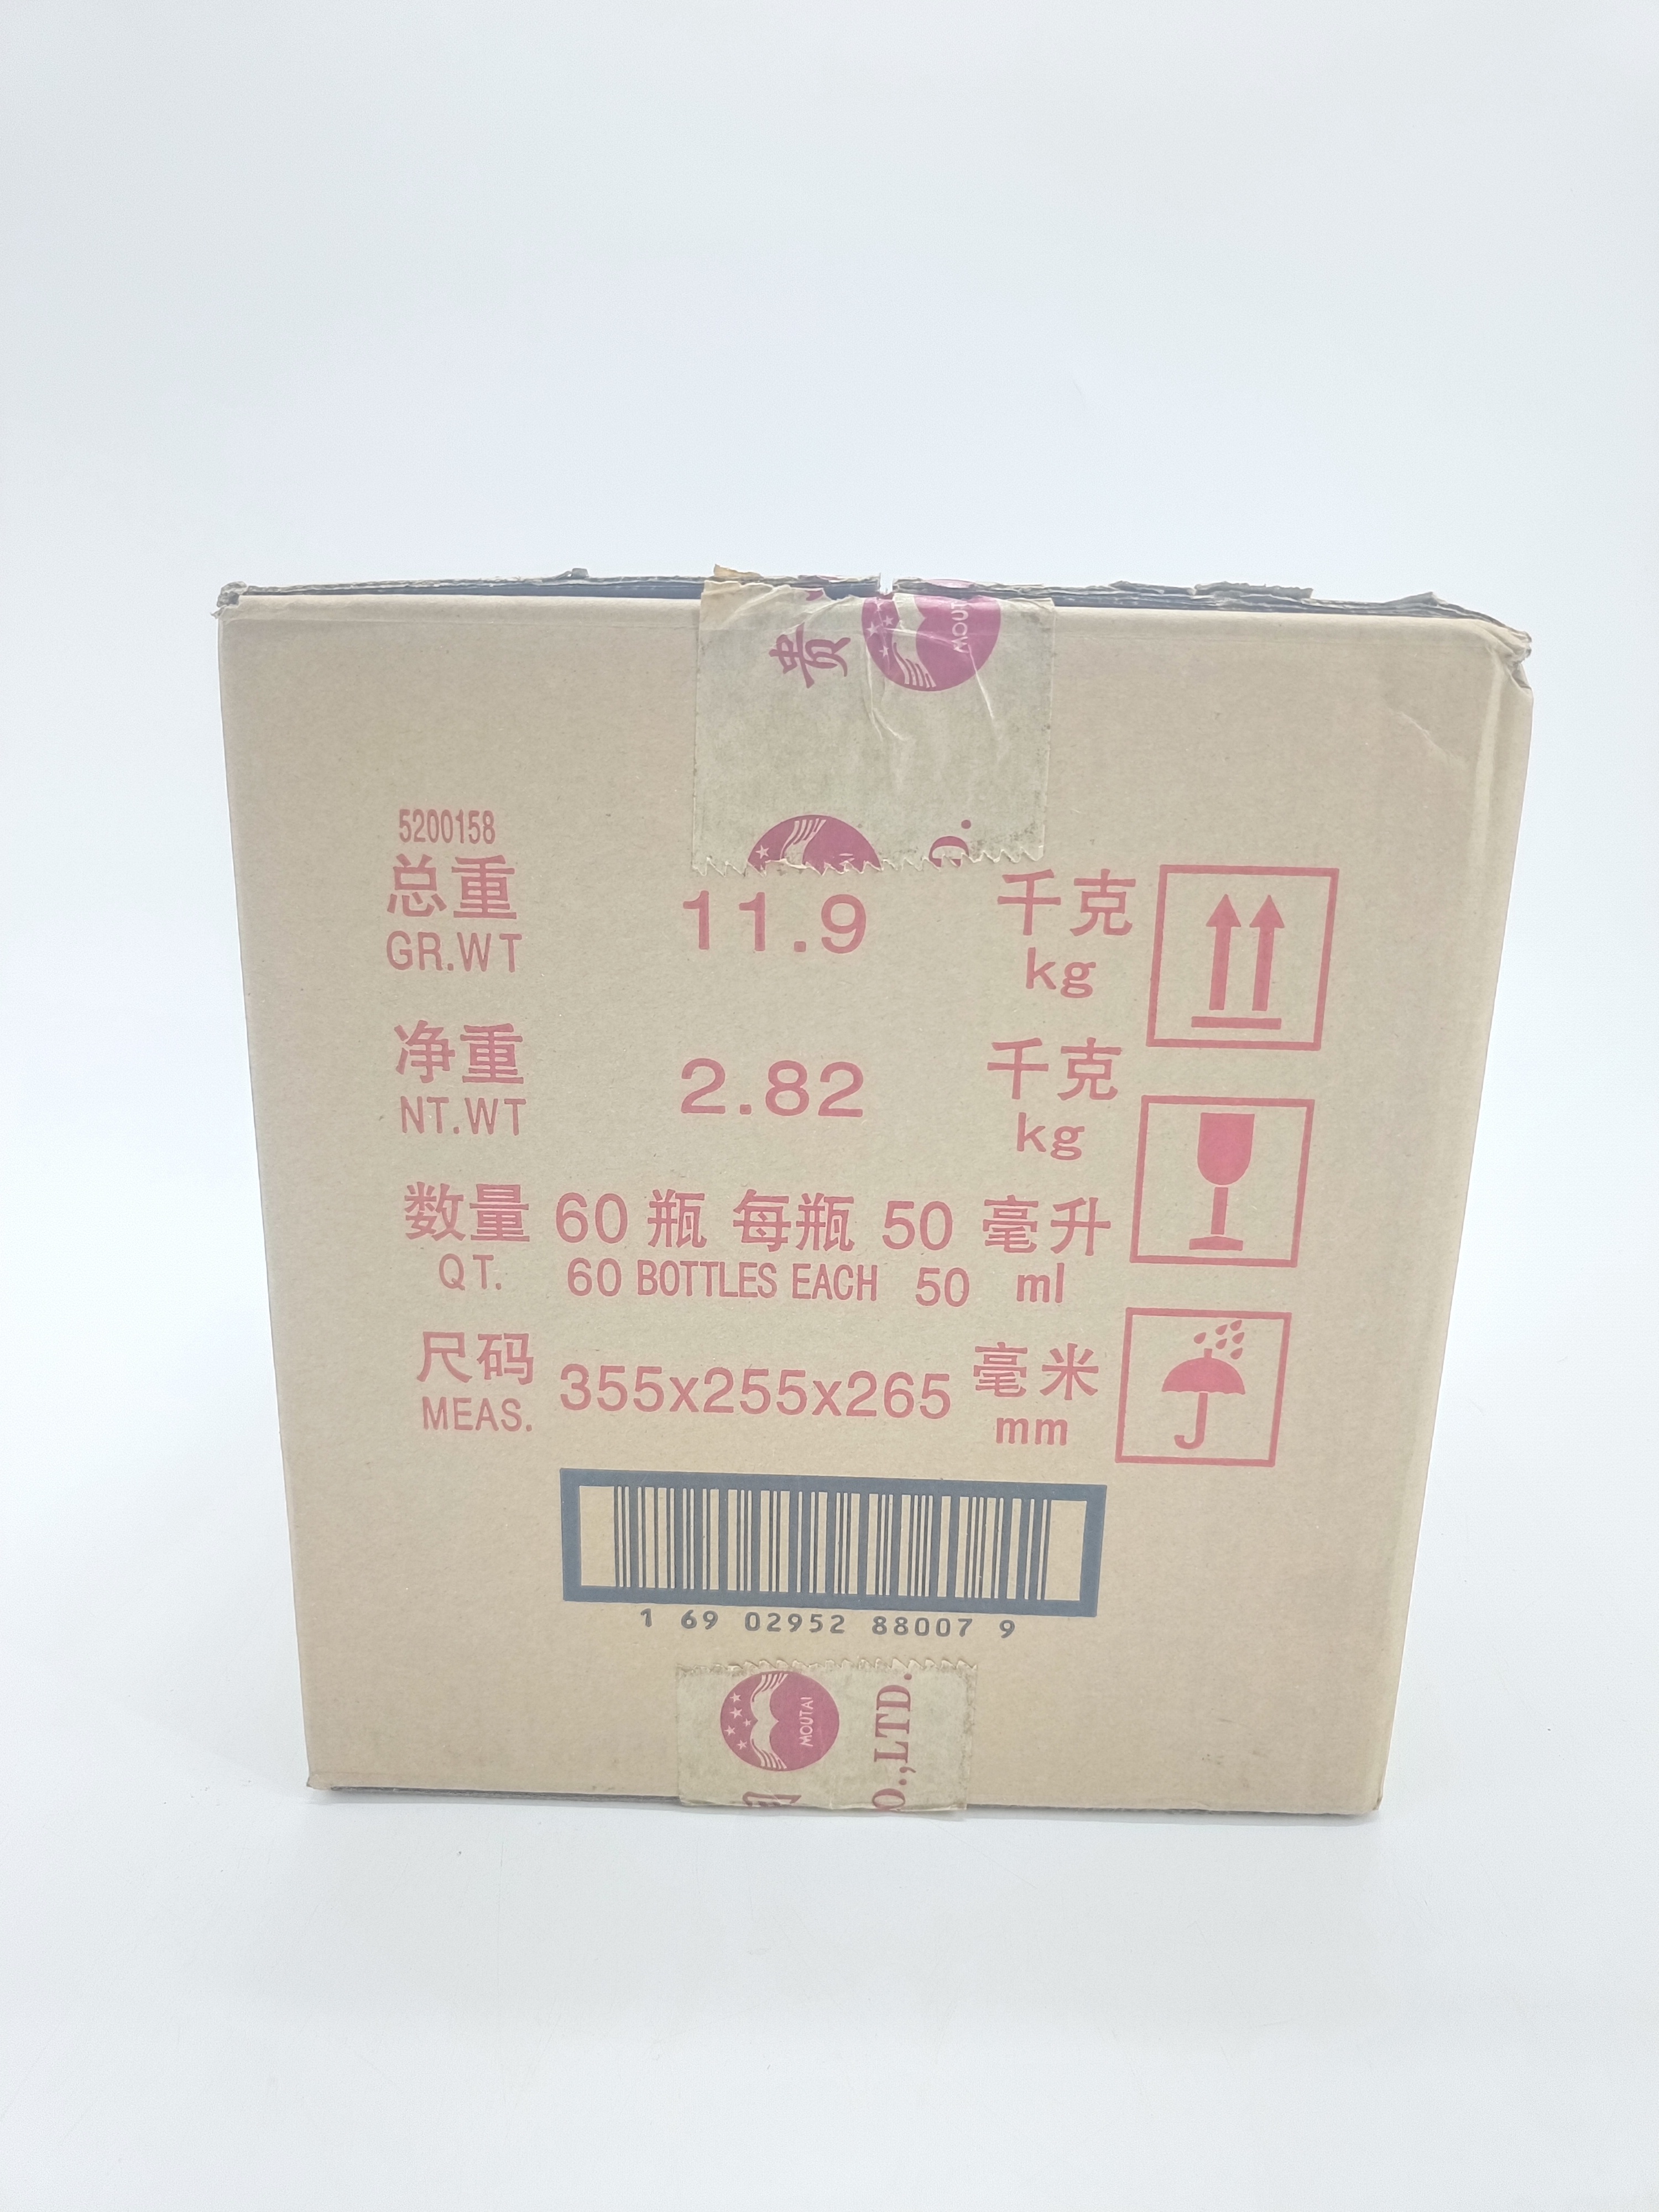 贵
MOUT
D.
5200158
总重 11.9 千克
GR.WT kg
净重 2.82 千克
NT.WT kg
数量 60 瓶 每瓶 50 毫升
QT. 60 BOTTLES EACH 50 ml
尺码 355x255x265 毫米
MEAS. mm
1 69 02952 88007 9
MOUTAI
O.,LTD.